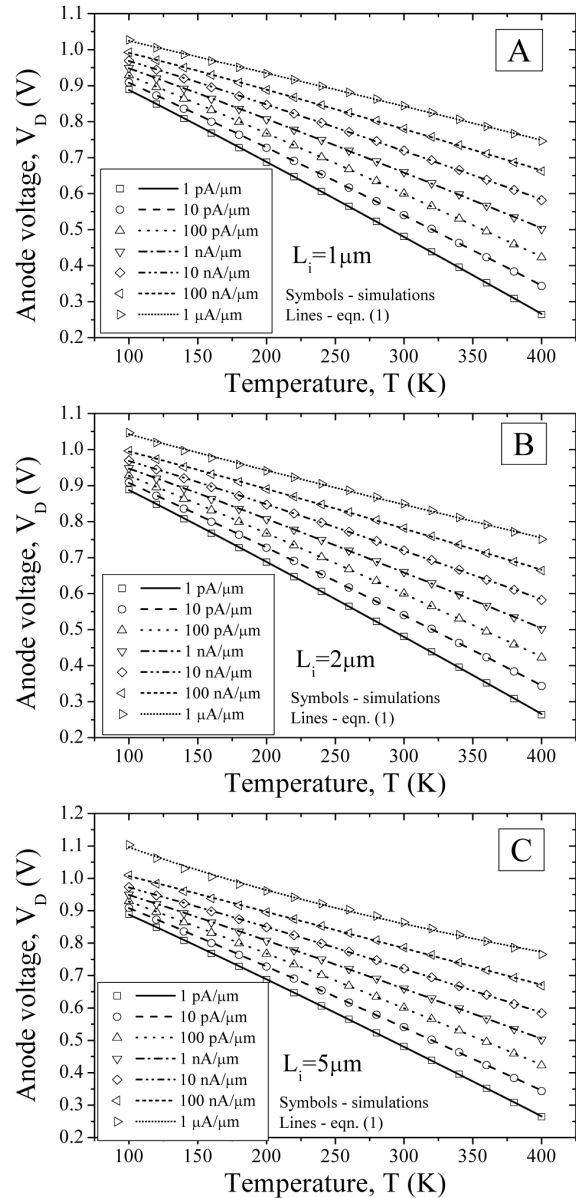 A
1.1
1.0
0.9
0.8
0.7
0.6
0.5
0.4
0.3
0.2
Anode voltage, V_D (V)
1 pA/μm
10 pA/μm
100 pA/μm
1 nA/μm
10 nA/μm
100 nA/μm
1 μA/μm
L_i=1μm
Symbols - simulations
Lines - eqn. (1)
100 150 200 250 300 350 400
Temperature, T (K)
B
1.1
1.0
0.9
0.8
0.7
0.6
0.5
0.4
0.3
0.2
Anode voltage, V_D (V)
1 pA/μm
10 pA/μm
100 pA/μm
1 nA/μm
10 nA/μm
100 nA/μm
1 μA/μm
L_i=2μm
Symbols - simulations
Lines - eqn. (1)
100 150 200 250 300 350 400
Temperature, T (K)
C
1.2
1.1
1.0
0.9
0.8
0.7
0.6
0.5
0.4
0.3
0.2
Anode voltage, V_D (V)
1 pA/μm
10 pA/μm
100 pA/μm
1 nA/μm
10 nA/μm
100 nA/μm
1 μA/μm
L_i=5μm
Symbols - simulations
Lines - eqn. (1)
100 150 200 250 300 350 400
Temperature, T (K)